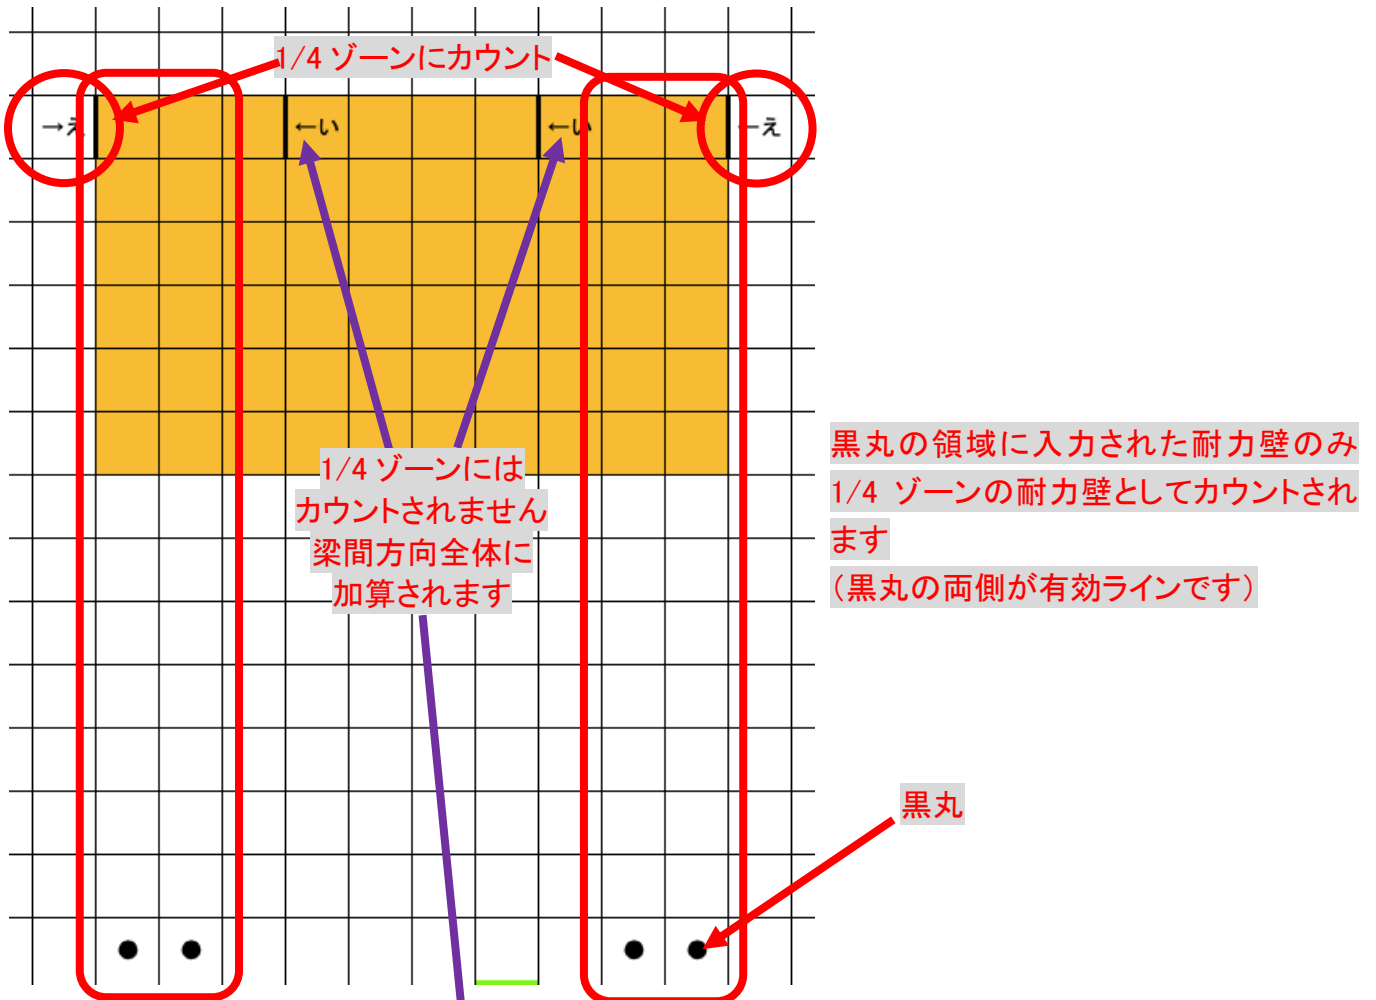 1/4 ゾーンにカウント
→え
←い
←い
←え
1/4 ゾーンには
カウントされません
梁間方向全体に
加算されます
黒丸の領域に入力された耐力壁のみ
1/4 ゾーンの耐力壁としてカウントされ
ます
（黒丸の両側が有効ラインです）
黒丸